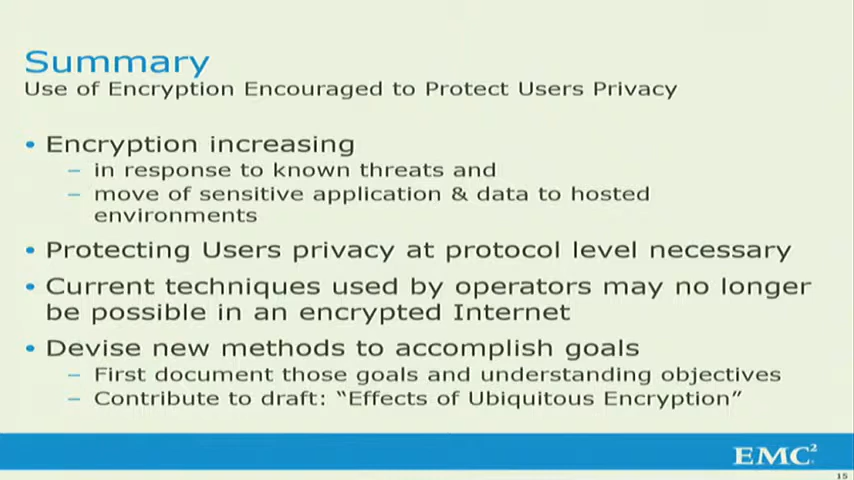 Summary
Use of Encryption Encouraged to Protect Users Privacy
• Encryption increasing
– in response to known threats and
– move of sensitive application & data to hosted
environments
• Protecting Users privacy at protocol level necessary
• Current techniques used by operators may no longer
be possible in an encrypted Internet
• Devise new methods to accomplish goals
– First document those goals and understanding objectives
– Contribute to draft: “Effects of Ubiquitous Encryption”
EMC²
15